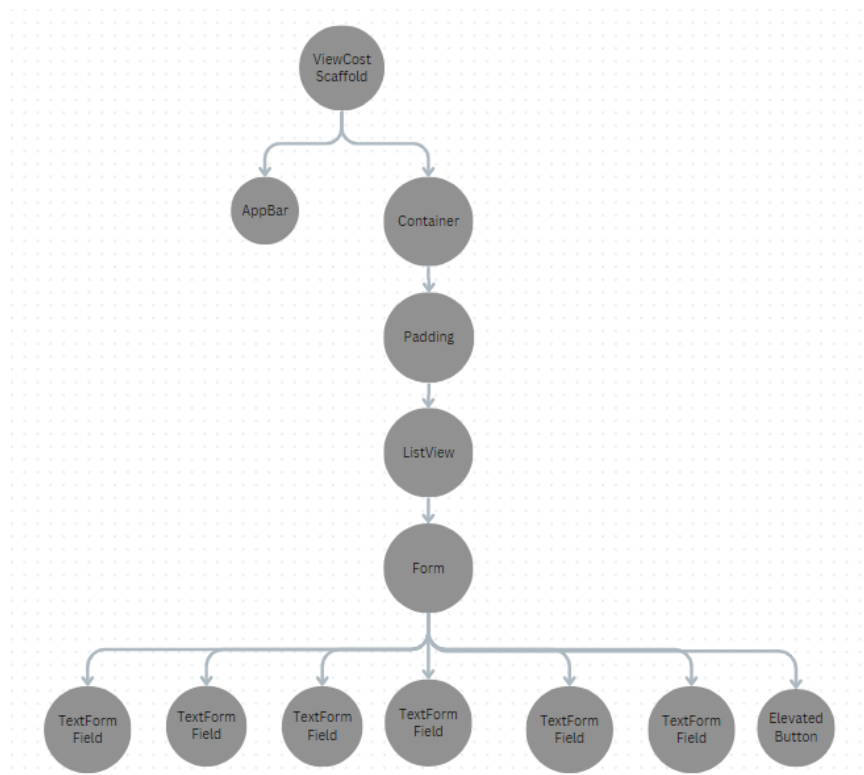 ViewCost
Scaffold
AppBar
Container
Padding
ListView
Form
TextForm
Field
TextForm
Field
TextForm
Field
TextForm
Field
TextForm
Field
TextForm
Field
Elevated
Button